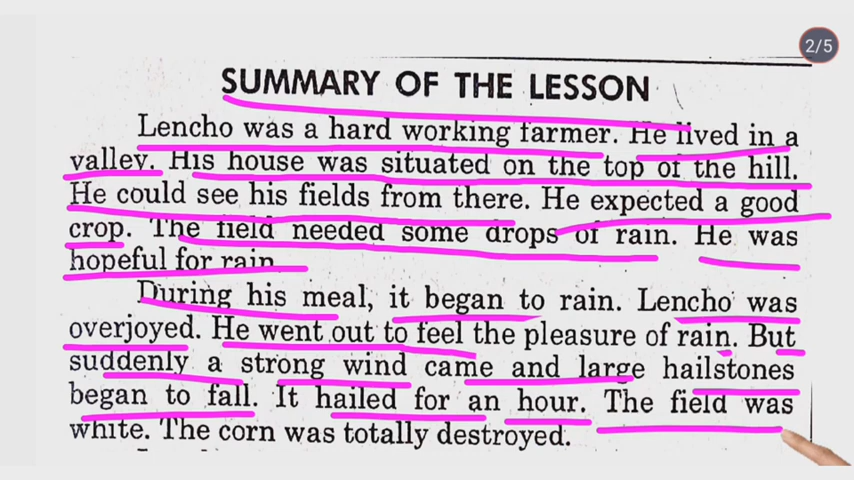 2/5
SUMMARY OF THE LESSON
Lencho was a hard working farmer. He lived in a
valley. His house was situated on the top of the hill.
He could see his fields from there. He expected a good
crop. The field needed some drops of rain. He was
hopeful for rain
During his meal, it began to rain. Lencho was
overjoyed. He went out to feel the pleasure of rain. But
suddenly a strong wind came and large hailstones
began to fall. It hailed for an hour. The field was
white. The corn was totally destroyed.